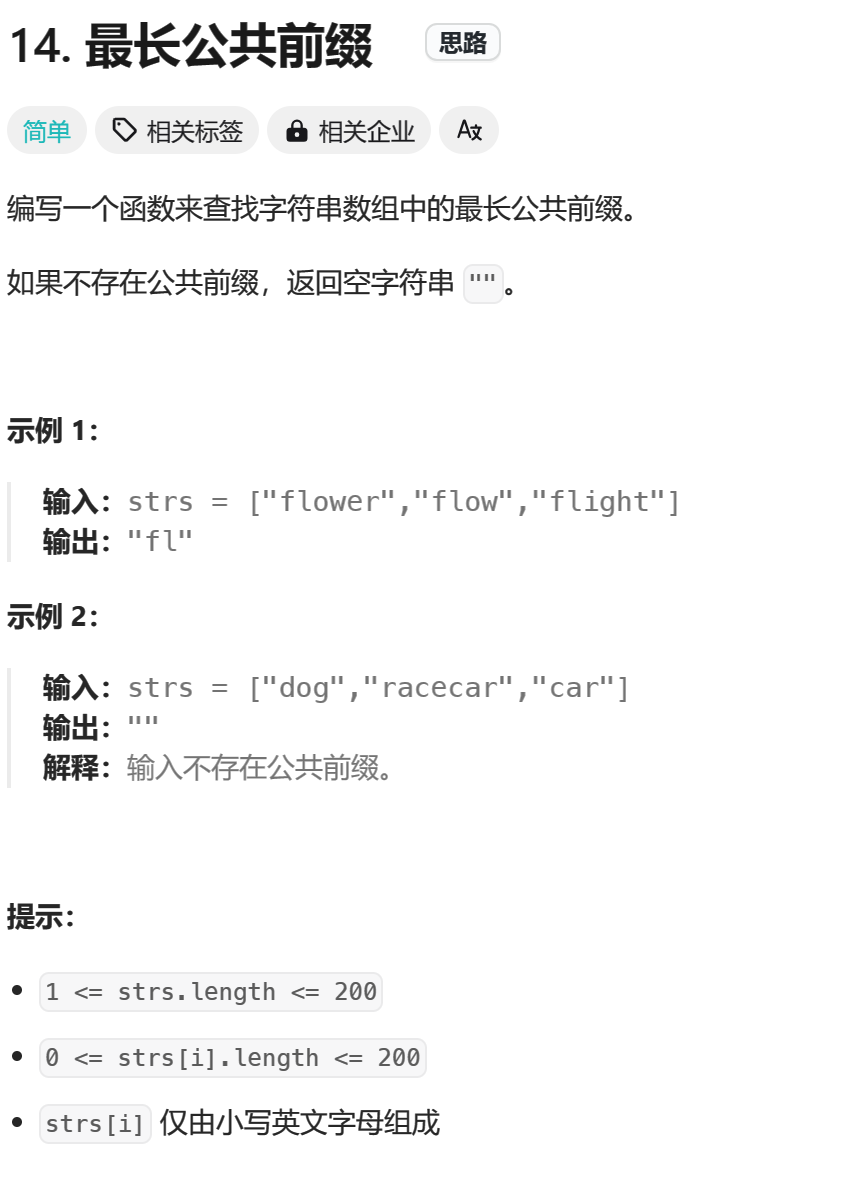 14. 最长公共前缀 思路
简单 相关标签 相关企业 A文
编写一个函数来查找字符串数组中的最长公共前缀。
如果不存在公共前缀，返回空字符串 ""。
示例 1：
输入：strs = ["flower","flow","flight"]
输出："fl"
示例 2：
输入：strs = ["dog","racecar","car"]
输出：""
解释：输入不存在公共前缀。
提示：
1 <= strs.length <= 200
0 <= strs[i].length <= 200
strs[i] 仅由小写英文字母组成